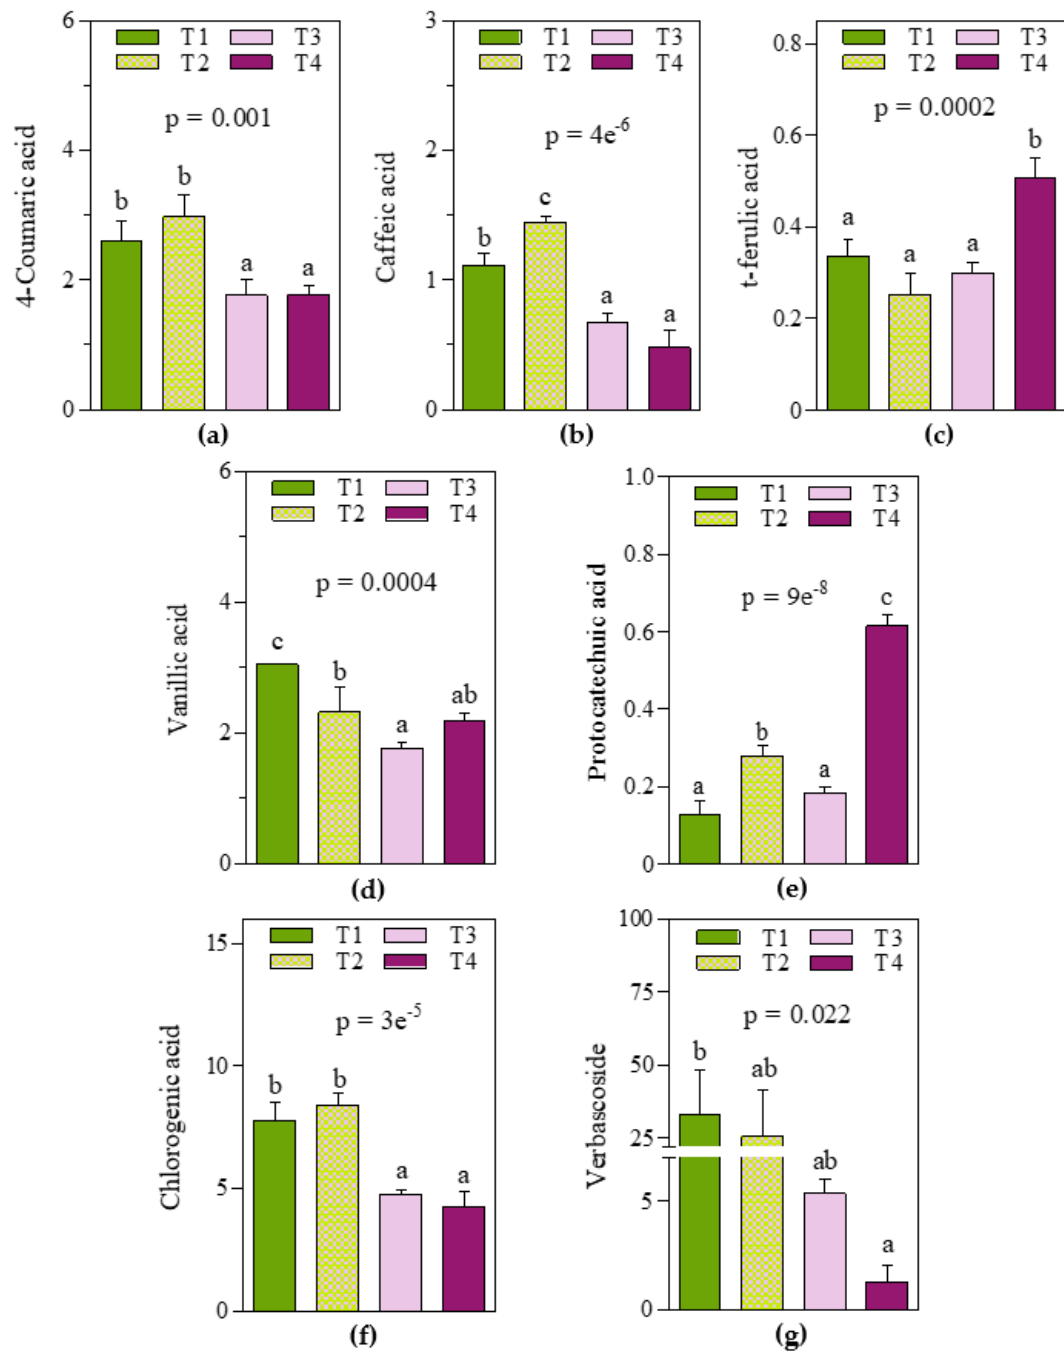 4-Coumaric acid
6
4
2
0
T1 T3
T2 T4
p = 0.001
b
b
a
a
(a)
Caffeic acid
3
2
1
0
T1 T3
T2 T4
p = 4e-6
b
c
a
a
(b)
t-ferulic acid
0.8
0.6
0.4
0.2
0
T1 T3
T2 T4
p = 0.0002
a
a
a
b
(c)
Vanillic acid
6
4
2
0
T1 T3
T2 T4
p = 0.0004
c
b
a
ab
(d)
Protocatechuic acid
1.0
0.8
0.6
0.4
0.2
0
T1 T3
T2 T4
p = 9e-8
a
b
a
c
(e)
Chlorogenic acid
15
10
5
0
T1 T3
T2 T4
p = 3e-5
b
b
a
a
(f)
Verbascoside
100
75
50
25
5
0
T1 T3
T2 T4
p = 0.022
b
ab
ab
a
(g)